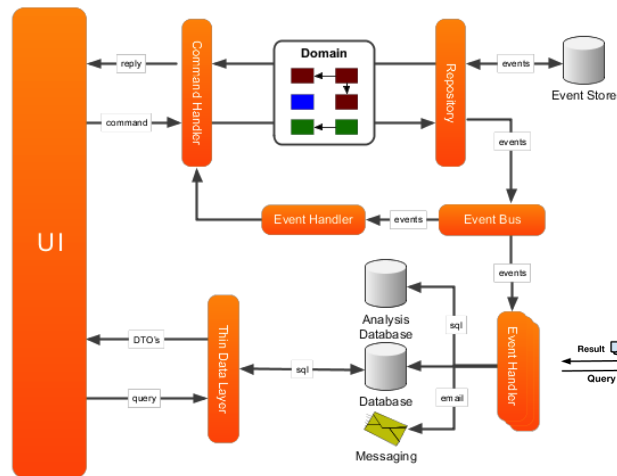 Domain
reply
Command Handler
Repository
events
Event Store
command
events
UI
Event Handler
events
Event Bus
events
Analysis
Database
sql
DTO's
Thin Data Layer
sql
Event Handler
Result
Query
Database
query
email
Messaging